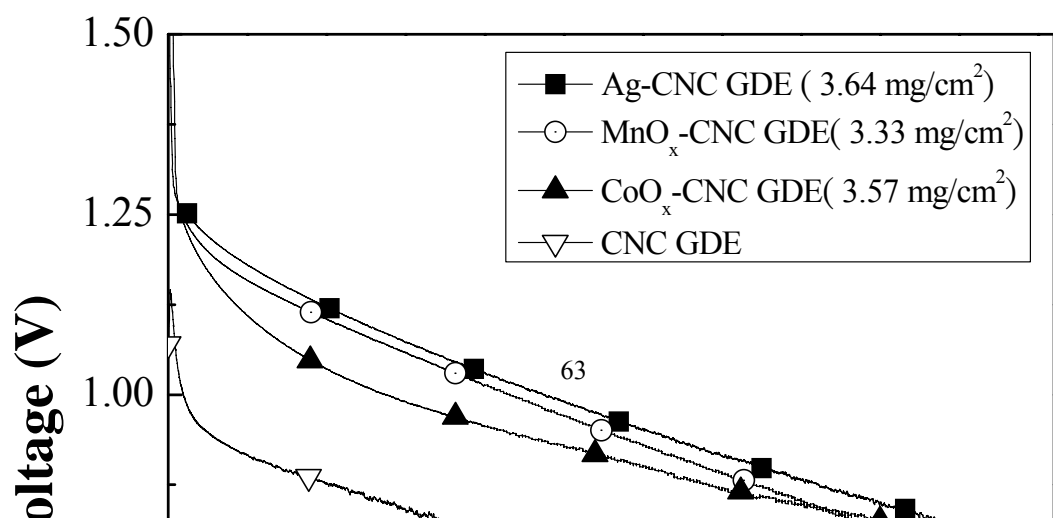 1.50
Ag-CNC GDE ( 3.64 mg/cm²)
MnOₓ-CNC GDE( 3.33 mg/cm²)
CoOₓ-CNC GDE( 3.57 mg/cm²)
CNC GDE
1.25
63
1.00
oltage (V)